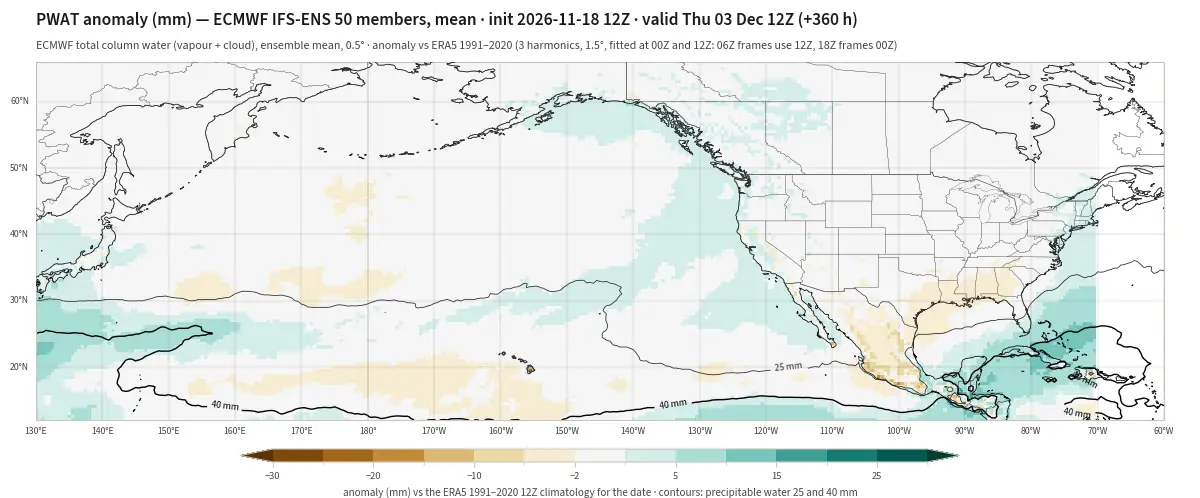 PWAT anomaly (mm) — ECMWF IFS-ENS 50 members, mean · init 2026-11-18 12Z · valid Thu 03 Dec 12Z (+360 h)
ECMWF total column water (vapour + cloud), ensemble mean, 0.5° · anomaly vs ERA5 1991–2020 (3 harmonics, 1.5°, fitted at 00Z and 12Z: 06Z frames use 12Z, 18Z frames 00Z)
60°N
50°N
40°N
30°N
20°N
25 mm
40 mm
40 mm
40 mm
130°E 140°E 150°E 160°E 170°E 180° 170°W 160°W 150°W 140°W 130°W 120°W 110°W 100°W 90°W 80°W 70°W 60°W
−30 −20 −10 −2 5 15 25
anomaly (mm) vs the ERA5 1991–2020 12Z climatology for the date · contours: precipitable water 25 and 40 mm